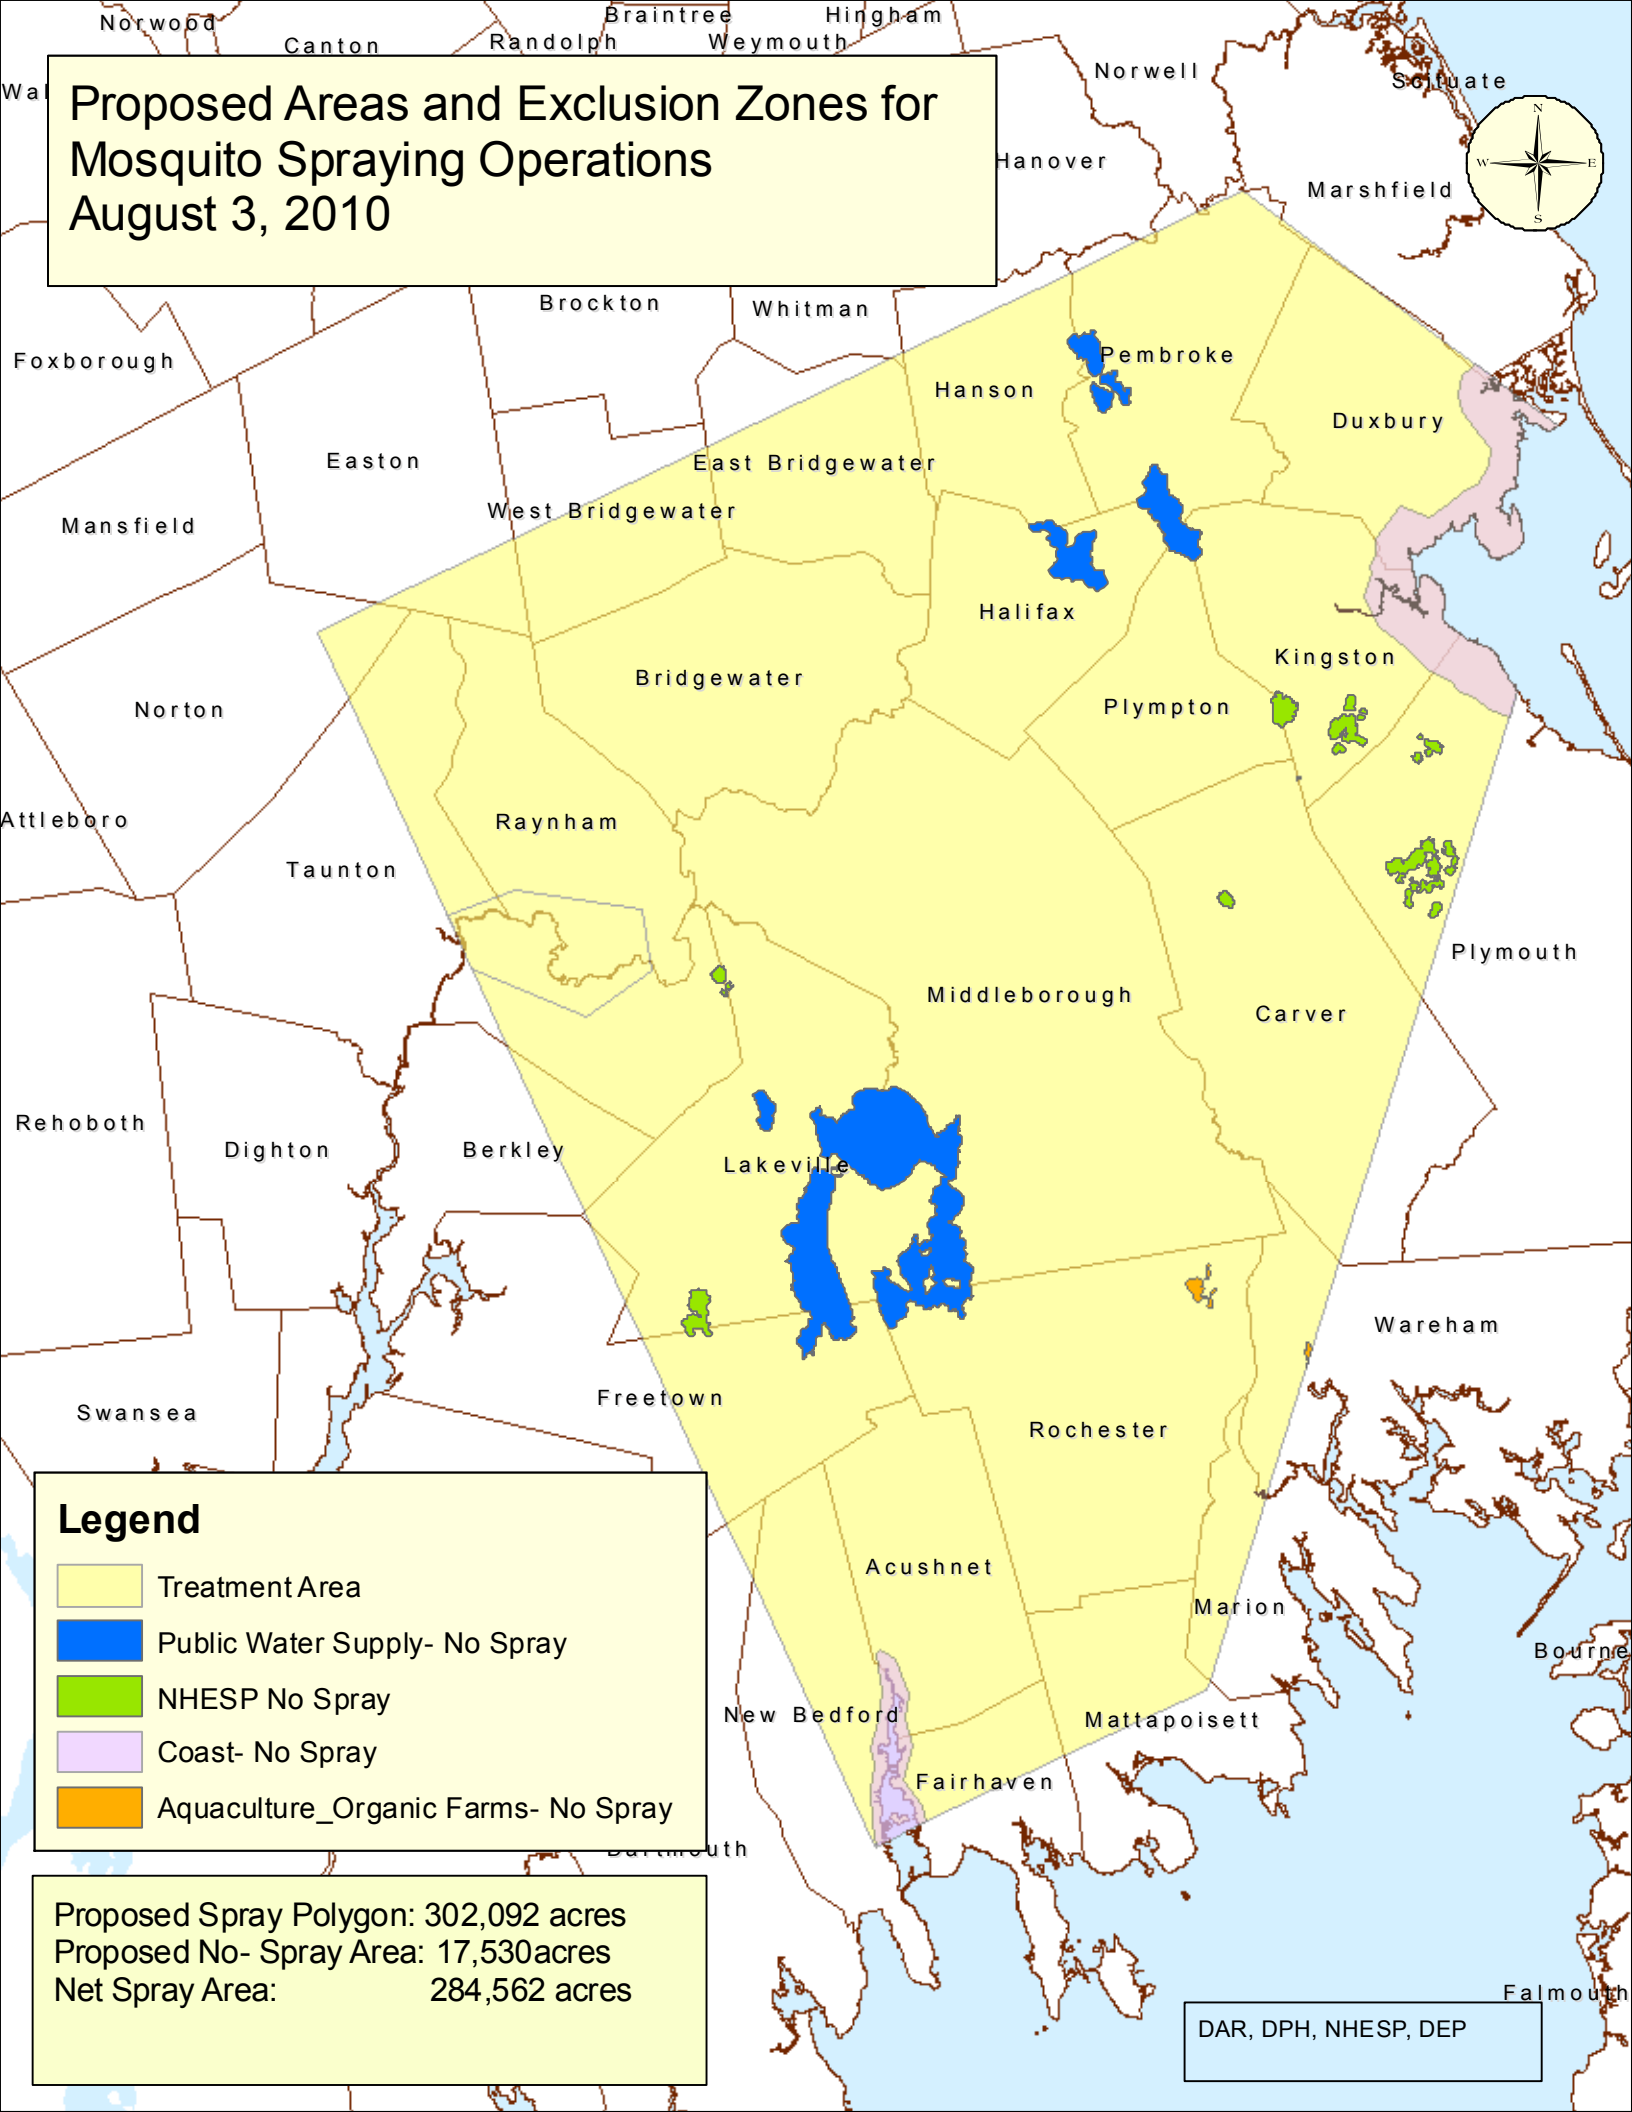 Norwood
Canton
Braintree
Randolph
Weymouth
Hingham
Norwell
Scituate
Wal
Proposed Areas and Exclusion Zones for
Mosquito Spraying Operations
August 3, 2010
Hanover
Marshfield
N
W E
S
Foxborough
Brockton
Whitman
Pembroke
Hanson
Duxbury
Easton
East Bridgewater
West Bridgewater
Mansfield
Halifax
Kingston
Bridgewater
Plympton
Norton
Attleboro
Raynham
Taunton
Plymouth
Middleborough
Carver
Rehoboth
Dighton
Berkley
Lakeville
Wareham
Freetown
Swansea
Rochester
Acushnet
Marion
Bourne
New Bedford
Mattapoisett
Fairhaven
Dartmouth
Falmouth
Legend
Treatment Area
Public Water Supply- No Spray
NHESP No Spray
Coast- No Spray
Aquaculture_Organic Farms- No Spray
Proposed Spray Polygon: 302,092 acres
Proposed No- Spray Area: 17,530acres
Net Spray Area: 284,562 acres
DAR, DPH, NHESP, DEP